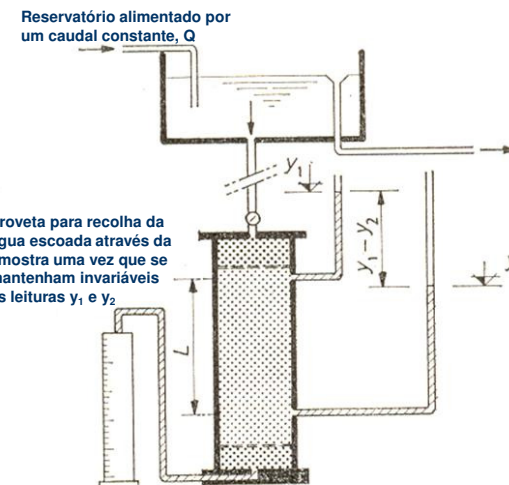 Reservatório alimentado por
um caudal constante, Q
y₁
roveta para recolha da
gua escoada através da
mostra uma vez que se
mantenham invariáveis
s leituras y₁ e y₂
y₁ - y₂
y
L